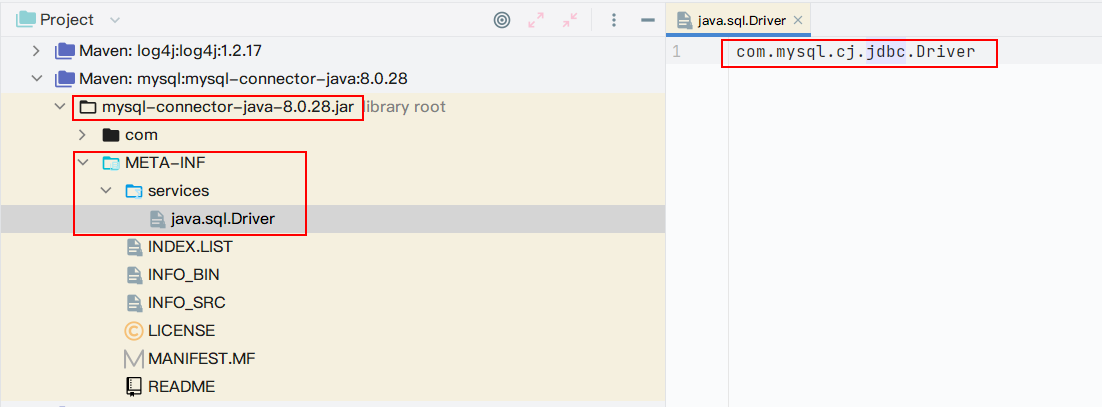 Project
Maven: log4j:log4j:1.2.17
Maven: mysql:mysql-connector-java:8.0.28
mysql-connector-java-8.0.28.jar library root
com
META-INF
services
java.sql.Driver
INDEX.LIST
INFO_BIN
INFO_SRC
LICENSE
MANIFEST.MF
README
java.sql.Driver
1 com.mysql.cj.jdbc.Driver